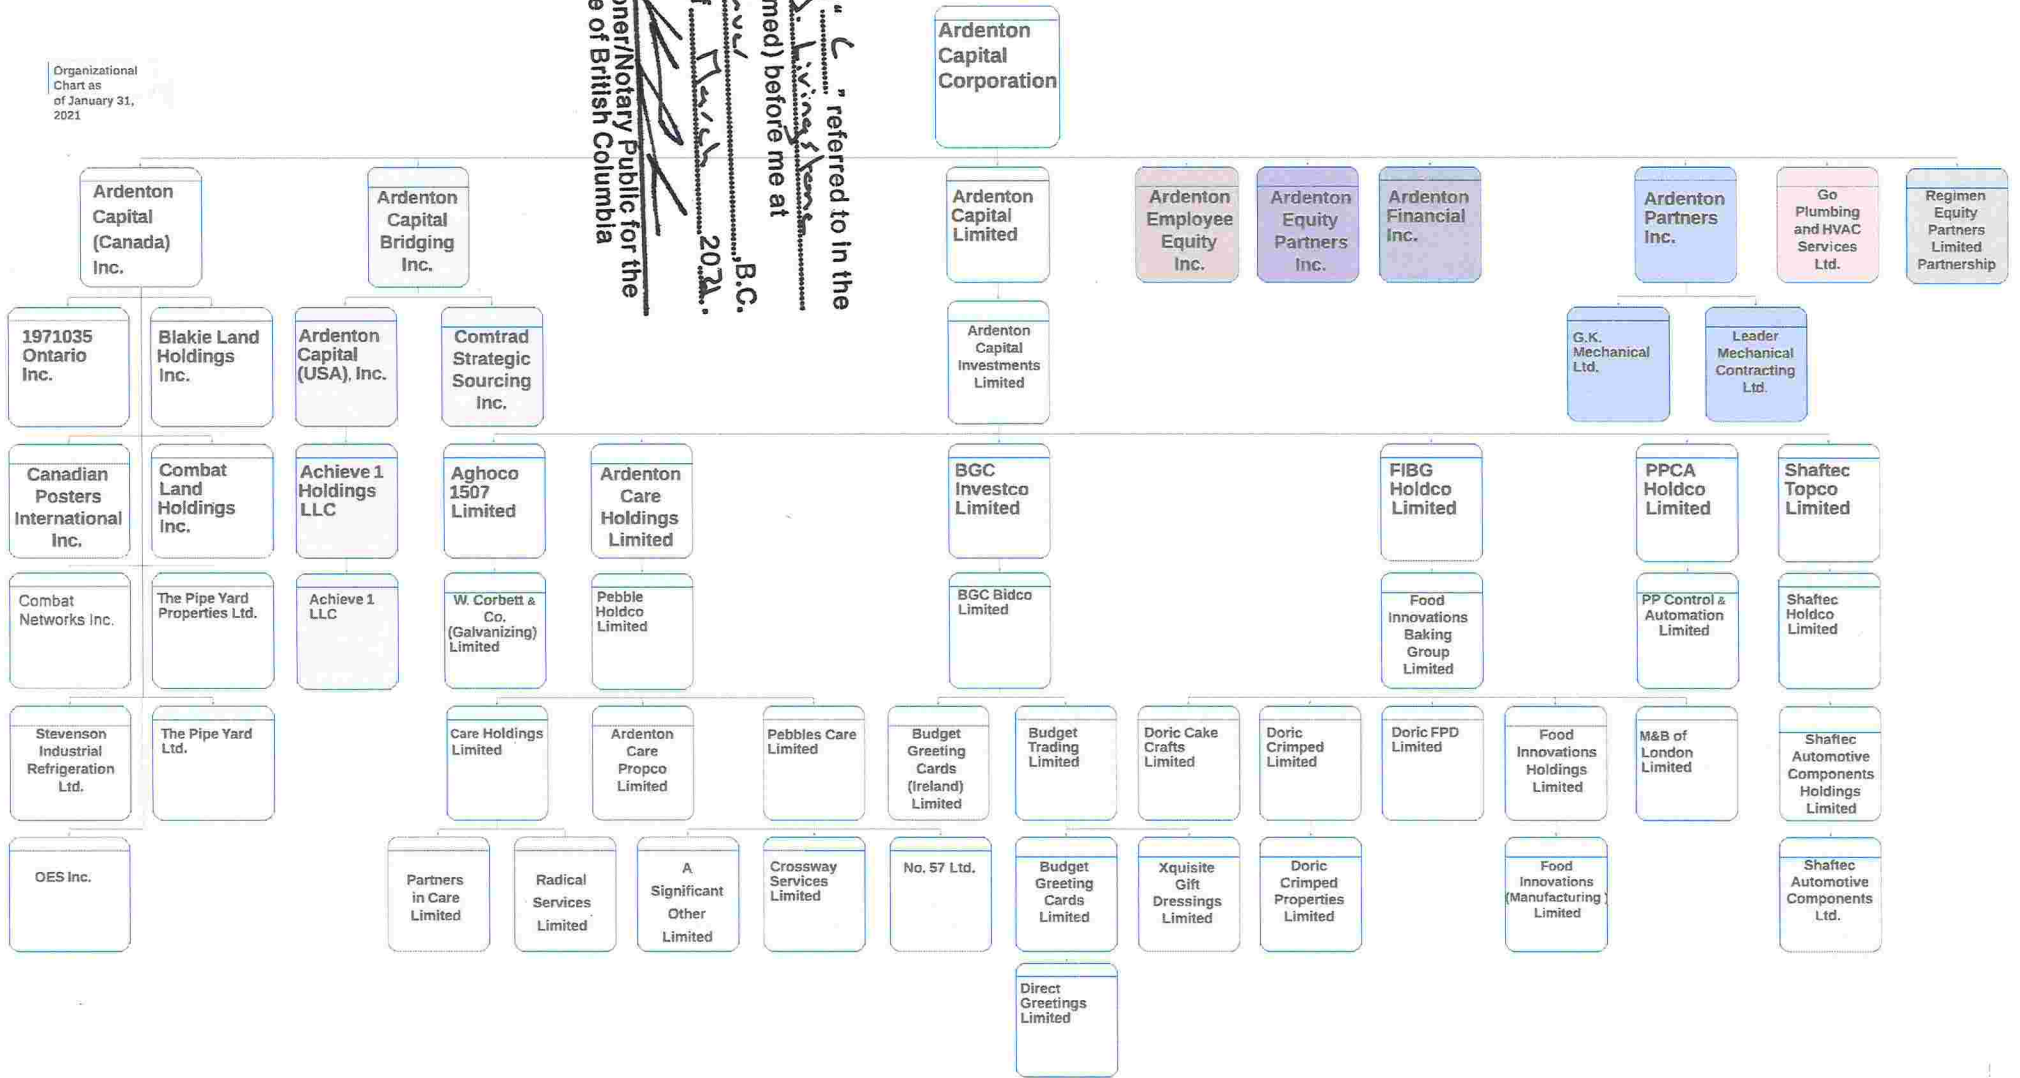 Organizational
Chart as
of January 31,
2021
" C " referred to in the
med) before me at
, B.C.
March 2021.
oner/Notary Public for the
e of British Columbia
Ardenton
Capital
Corporation
Ardenton
Capital
(Canada)
Inc.
Ardenton
Capital
Bridging
Inc.
Ardenton
Capital
Limited
Ardenton
Employee
Equity
Inc.
Ardenton
Equity
Partners
Inc.
Ardenton
Financial
Inc.
Ardenton
Partners
Inc.
Go
Plumbing
and HVAC
Services
Ltd.
Regimen
Equity
Partners
Limited
Partnership
1971035
Ontario
Inc.
Blakie Land
Holdings
Inc.
Ardenton
Capital
(USA), Inc.
Comtrad
Strategic
Sourcing
Inc.
Ardenton
Capital
Investments
Limited
G.K.
Mechanical
Ltd.
Leader
Mechanical
Contracting
Ltd.
Canadian
Posters
International
Inc.
Combat
Land
Holdings
Inc.
Achieve 1
Holdings
LLC
Aghoco
1507
Limited
Ardenton
Care
Holdings
Limited
BGC
Investco
Limited
FIBG
Holdco
Limited
PPCA
Holdco
Limited
Shaftec
Topco
Limited
Combat
Networks Inc.
The Pipe Yard
Properties Ltd.
Achieve 1
LLC
W. Corbett &
Co.
(Galvanizing)
Limited
Pebble
Holdco
Limited
BGC Bidco
Limited
Food
Innovations
Baking
Group
Limited
PP Control &
Automation
Limited
Shaftec
Holdco
Limited
Stevenson
Industrial
Refrigeration
Ltd.
The Pipe Yard
Ltd.
Care Holdings
Limited
Ardenton
Care
Propco
Limited
Pebbles Care
Limited
Budget
Greeting
Cards
(Ireland)
Limited
Budget
Trading
Limited
Doric Cake
Crafts
Limited
Doric
Crimped
Limited
Doric FPD
Limited
Food
Innovations
Holdings
Limited
M&B of
London
Limited
Shaftec
Automotive
Components
Holdings
Limited
OES Inc.
Partners
in Care
Limited
Radical
Services
Limited
A
Significant
Other
Limited
Crossway
Services
Limited
No. 57 Ltd.
Budget
Greeting
Cards
Limited
Xquisite
Gift
Dressings
Limited
Doric
Crimped
Properties
Limited
Food
Innovations
(Manufacturing )
Limited
Shaftec
Automotive
Components
Ltd.
Direct
Greetings
Limited